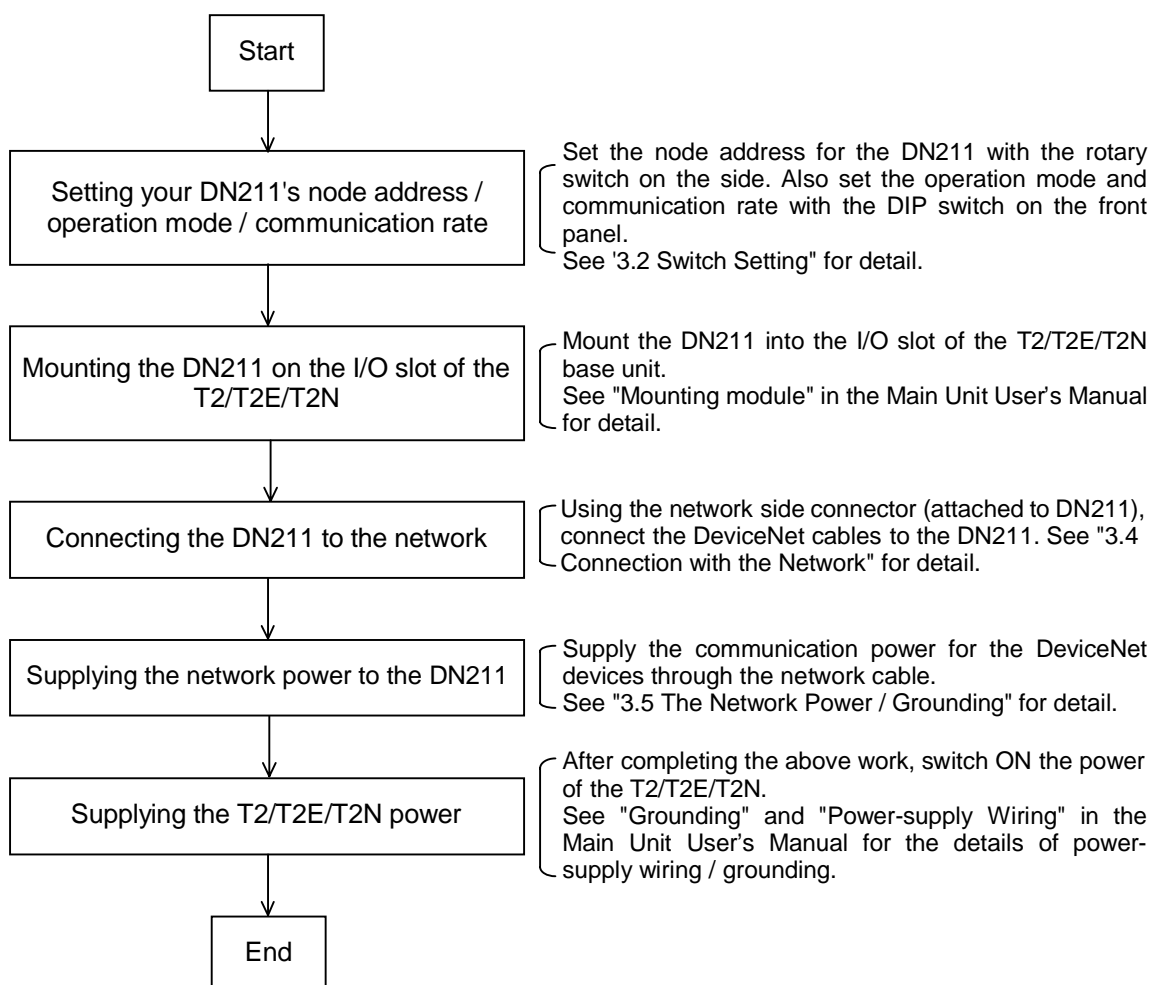 Start
Setting your DN211's node address /
operation mode / communication rate
Set the node address for the DN211 with the rotary
switch on the side. Also set the operation mode and
communication rate with the DIP switch on the front
panel.
See '3.2 Switch Setting" for detail.
Mounting the DN211 on the I/O slot of the
T2/T2E/T2N
Mount the DN211 into the I/O slot of the T2/T2E/T2N
base unit.
See "Mounting module" in the Main Unit User's Manual
for detail.
Connecting the DN211 to the network
Using the network side connector (attached to DN211),
connect the DeviceNet cables to the DN211. See "3.4
Connection with the Network" for detail.
Supplying the network power to the DN211
Supply the communication power for the DeviceNet
devices through the network cable.
See "3.5 The Network Power / Grounding" for detail.
Supplying the T2/T2E/T2N power
After completing the above work, switch ON the power
of the T2/T2E/T2N.
See "Grounding" and "Power-supply Wiring" in the
Main Unit User's Manual for the details of power-
supply wiring / grounding.
End